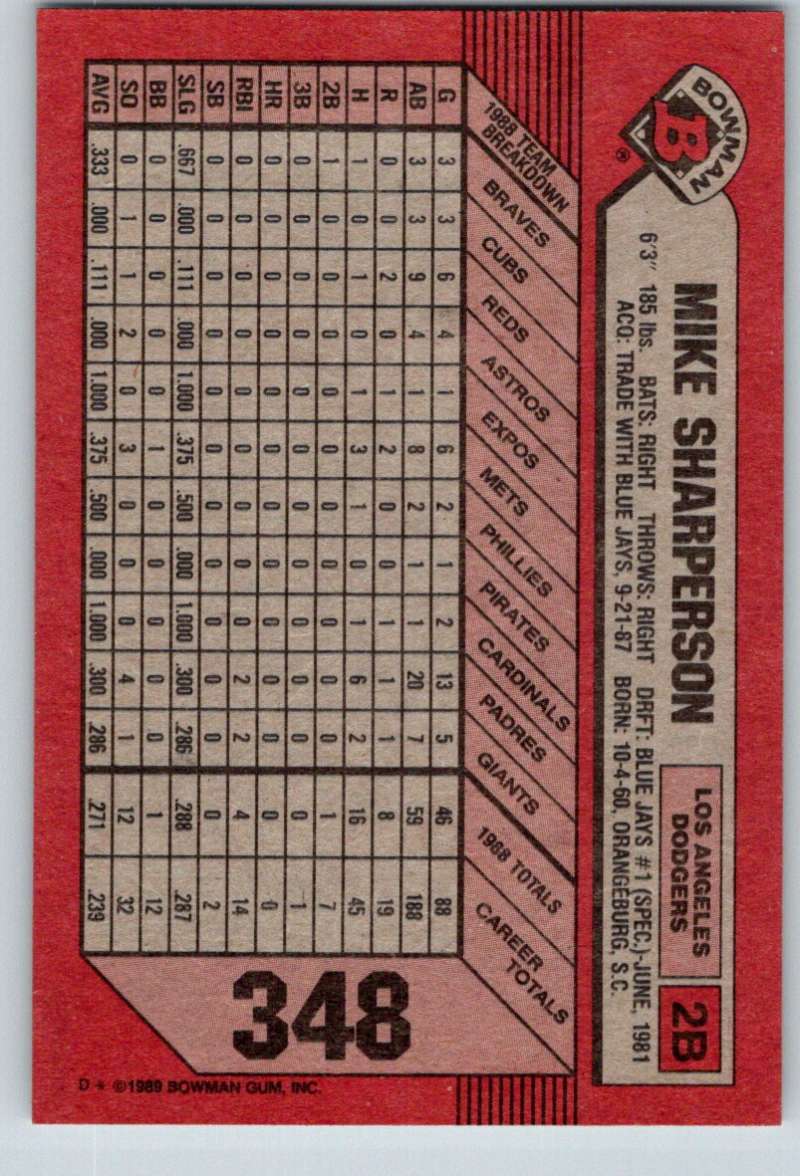 BOWMAN
B
®
MIKE SHARPERSON
LOS ANGELES
DODGERS
2B
6'3" 185 lbs. BATS: RIGHT THROWS: RIGHT DRFT: BLUE JAYS #1 (SPEC.)-JUNE, 1981
ACQ: TRADE WITH BLUE JAYS, 9-21-87 BORN: 10-4-60, ORANGEBURG, S.C.
1988 TEAM
BREAKDOWN
BRAVES CUBS REDS ASTROS EXPOS METS PHILLIES PIRATES CARDINALS PADRES GIANTS 1988 TOTALS CAREER TOTALS
G 3 3 6 4 1 6 2 1 2 13 5 46 88
AB 3 3 9 4 1 8 2 1 1 20 7 59 188
R 0 0 2 0 1 2 0 0 1 1 1 8 19
H 1 0 1 0 1 3 1 0 1 6 2 16 45
2B 1 0 0 0 0 0 0 0 0 0 0 1 7
3B 0 0 0 0 0 0 0 0 0 0 0 0 1
HR 0 0 0 0 0 0 0 0 0 0 0 0 0
RBI 0 0 0 0 0 0 0 0 0 2 2 4 14
SB 0 0 0 0 0 0 0 0 0 0 0 0 2
SLG .667 .000 .111 .000 1.000 .375 .500 .000 1.000 .300 .286 .288 .287
BB 0 0 0 0 0 1 0 0 0 0 0 1 12
SO 0 1 1 2 0 3 0 0 0 4 1 12 32
AVG .333 .000 .111 .000 1.000 .375 .500 .000 1.000 .300 .286 .271 .239
348
D * ©1989 BOWMAN GUM, INC.